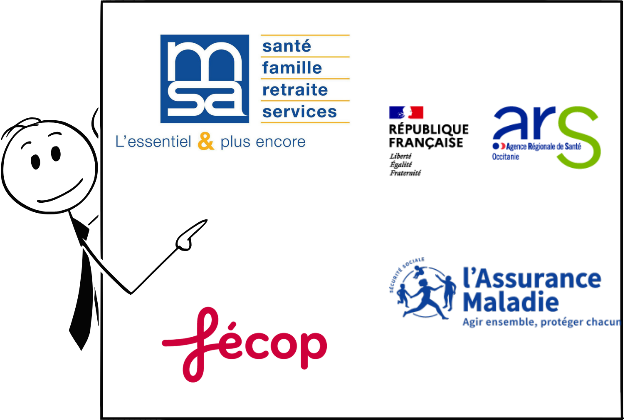 msa
santé
famille
retraite
services
L'essentiel & plus encore
RÉPUBLIQUE
FRANÇAISE
Liberté
Égalité
Fraternité
ars
Agence Régionale de Santé
Occitanie
SÉCURITÉ SOCIALE
l'Assurance
Maladie
Agir ensemble, protéger chacun
fécop